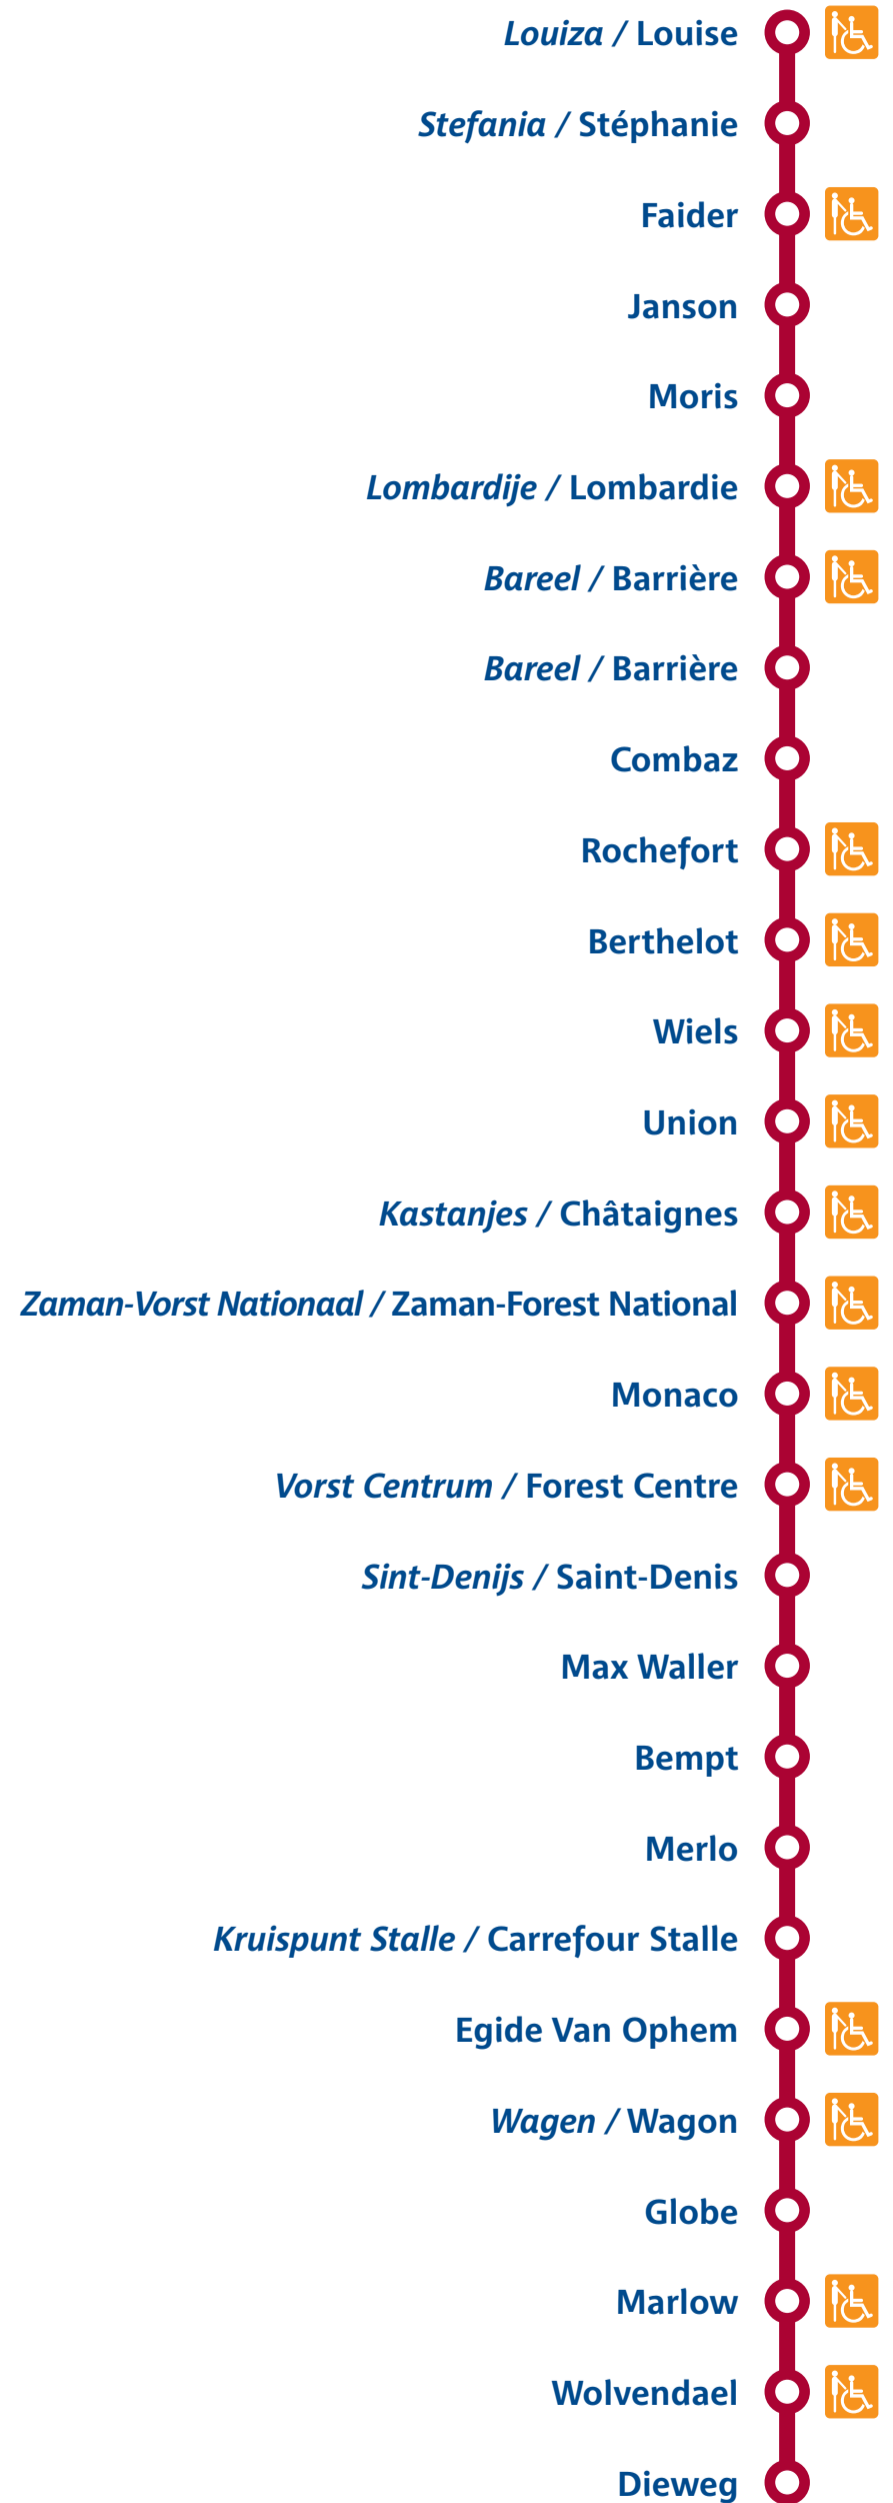 Louiza / Louise
Stefania / Stéphanie
Faider
Janson
Moris
Lombardije / Lombardie
Bareel / Barrière
Bareel / Barrière
Combaz
Rochefort
Berthelot
Wiels
Union
Kastanjes / Châtaignes
Zaman-Vorst Nationaal / Zaman-Forest National
Monaco
Vorst Centrum / Forest Centre
Sint-Denijs / Saint-Denis
Max Waller
Bempt
Merlo
Kruispunt Stalle / Carrefour Stalle
Egide Van Ophem
Wagen / Wagon
Globe
Marlow
Wolvendael
Dieweg